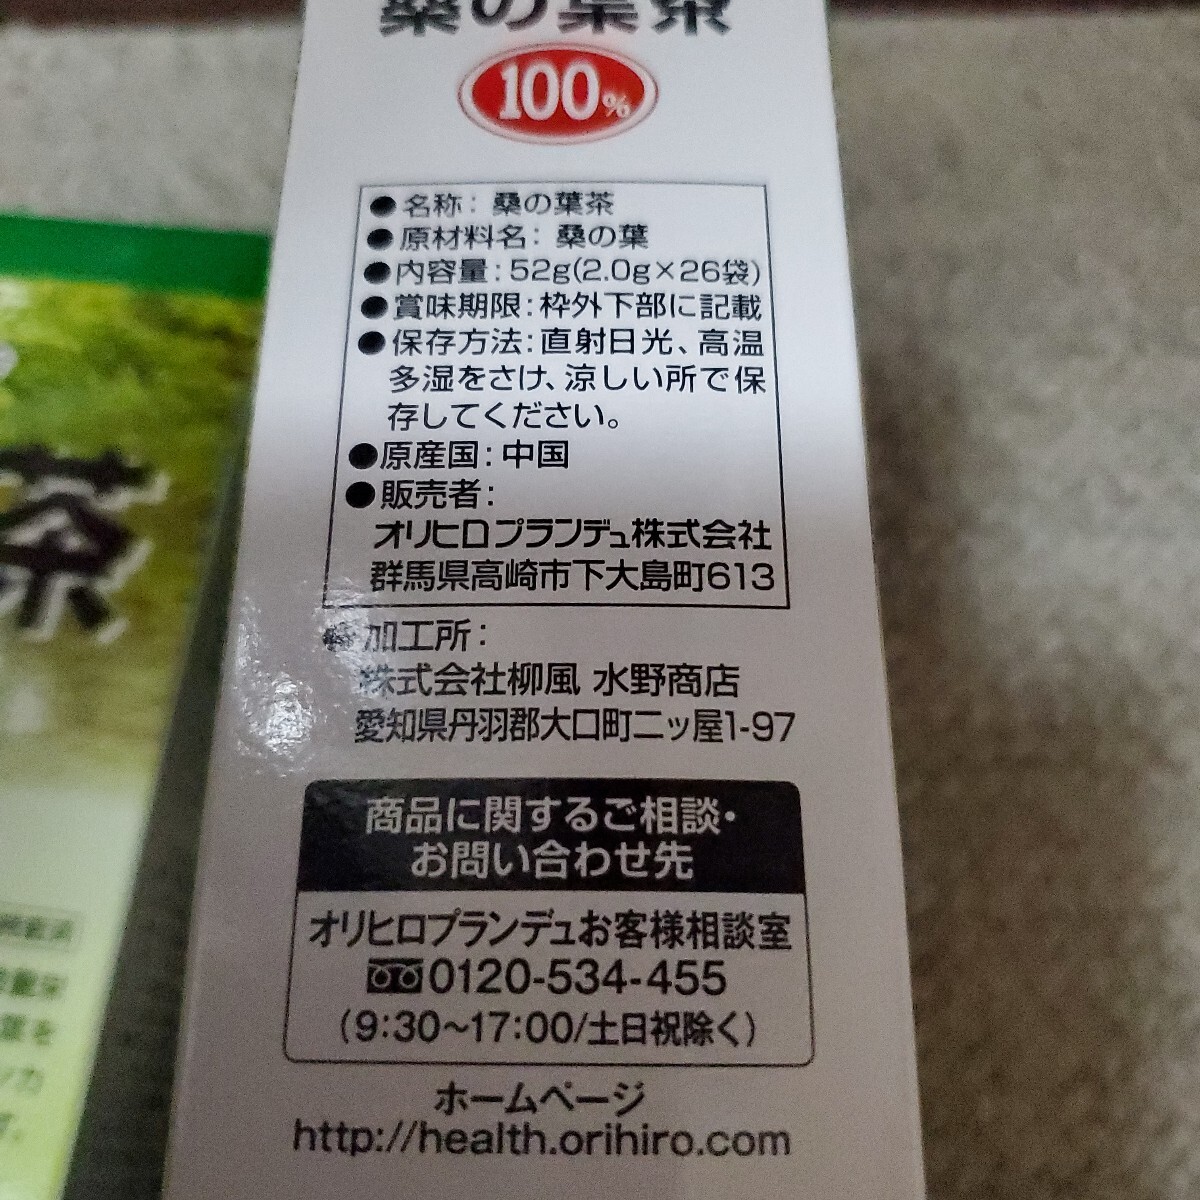 桑の葉茶
100%
●名称：桑の葉茶
●原材料名：桑の葉
●内容量：52g(2.0g×26袋)
●賞味期限：枠外下部に記載
●保存方法：直射日光、高温
多湿をさけ、涼しい所で保
存してください。
●原産国：中国
●販売者：
オリヒロプランデュ株式会社
群馬県高崎市下大島町613
加工所：
株式会社柳風 水野商店
愛知県丹羽郡大口町二ッ屋1-97
商品に関するご相談・
お問い合わせ先
オリヒロプランデュお客様相談室
0120-534-455
（9:30～17:00/土日祝除く）
ホームページ
http://health.orihiro.com
茶
葉を